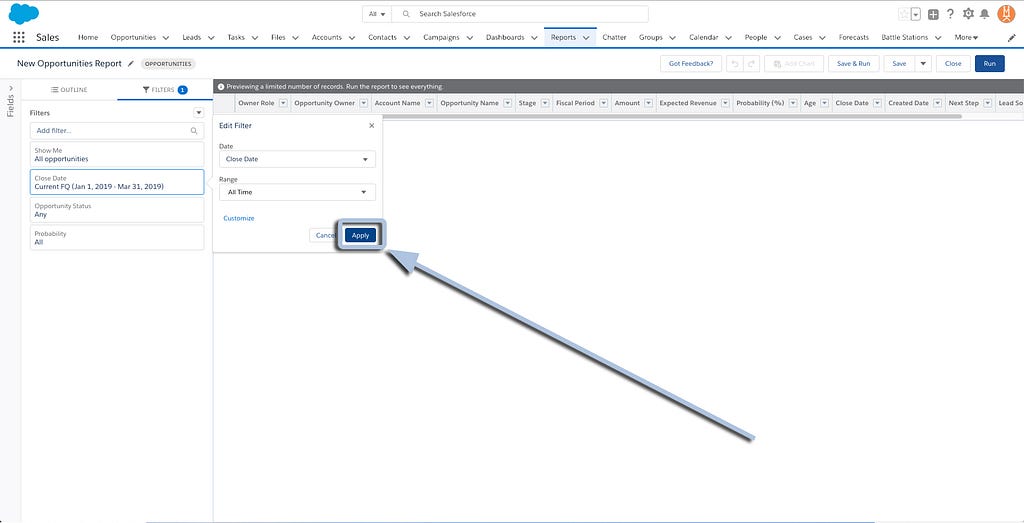 All
Search Salesforce
Sales
Home Opportunities Leads Tasks Files Accounts Contacts Campaigns Dashboards Reports Chatter Groups Calendar People Cases Forecasts Battle Stations More
New Opportunities Report OPPORTUNITIES
Got Feedback? Add Chart Save & Run Save Close Run
Fields
OUTLINE FILTERS 1
Previewing a limited number of records. Run the report to see everything.
Owner Role Opportunity Owner Account Name Opportunity Name Stage Fiscal Period Amount Expected Revenue Probability (%) Age Close Date Created Date Next Step Lead So
Filters
Add filter...
Show Me
All opportunities
Close Date
Current FQ (Jan 1, 2019 - Mar 31, 2019)
Opportunity Status
Any
Probability
All
Edit Filter
Date
Close Date
Range
All Time
Customize
Cance Apply